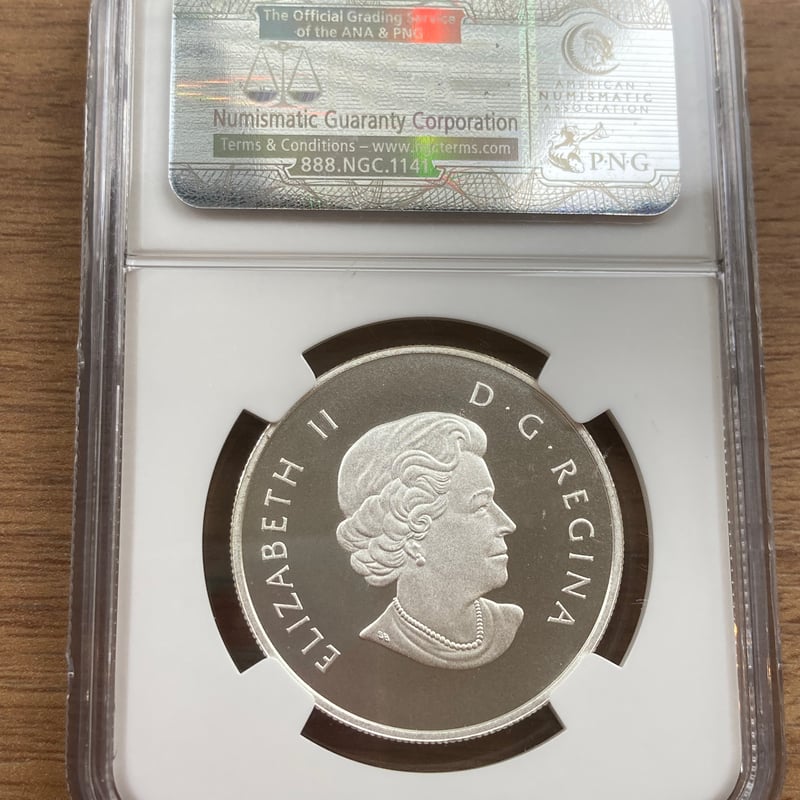 The Official Grading Service
of the ANA & PNG
Numismatic Guaranty Corporation
Terms & Conditions – www.ngcterms.com
888.NGC.1141
AMERICAN
NUMISMATIC
ASSOCIATION
P·N·G
ELIZABETH II
D·G·REGINA
SB